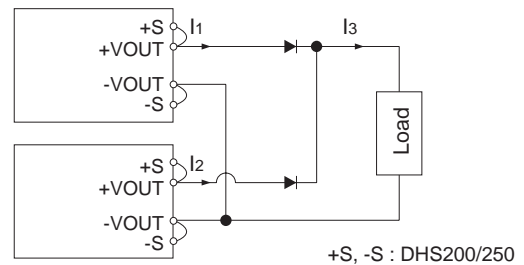 +S I1
+VOUT
-VOUT
-S
I3
Load
+S I2
+VOUT
-VOUT
-S
+S, -S : DHS200/250